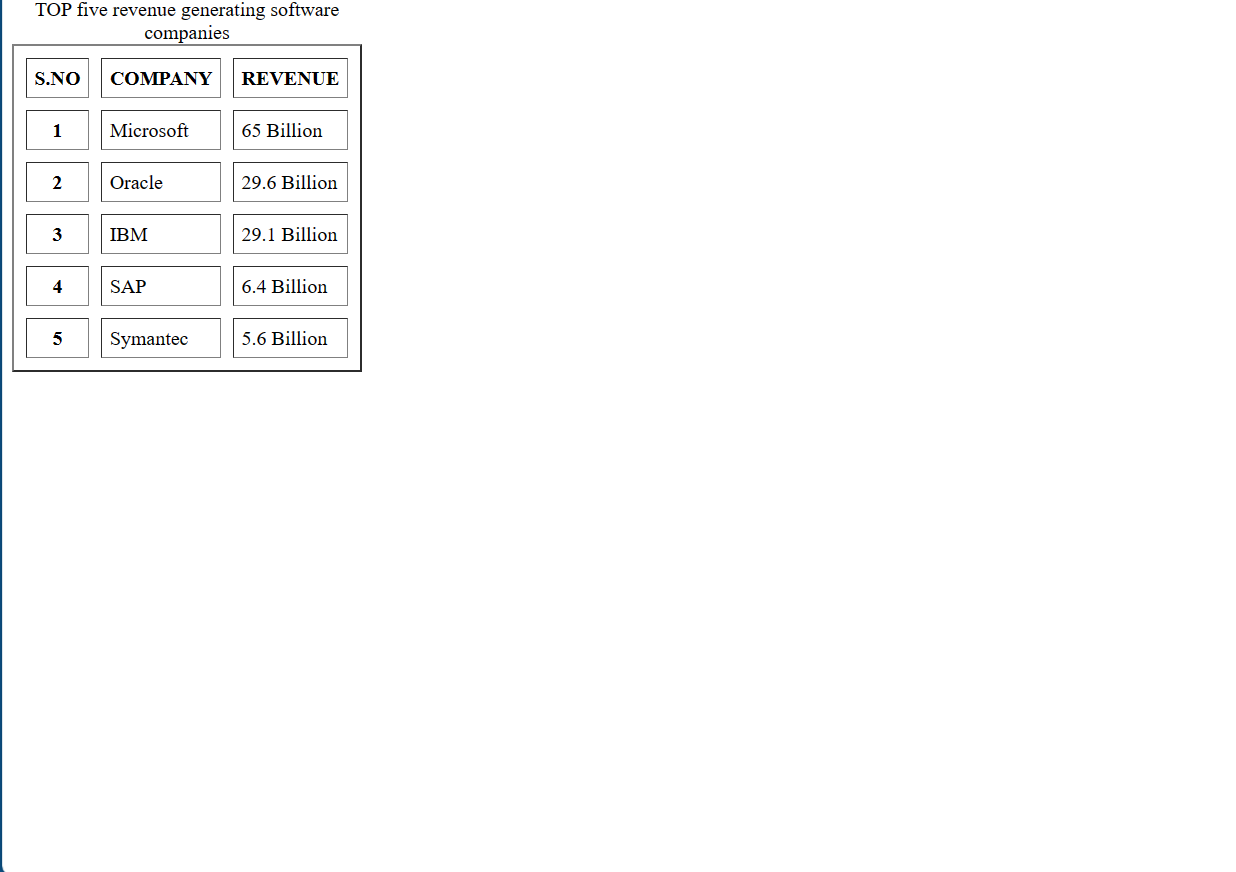 TOP five revenue generating software
companies
S.NO COMPANY REVENUE
1 Microsoft 65 Billion
2 Oracle 29.6 Billion
3 IBM 29.1 Billion
4 SAP 6.4 Billion
5 Symantec 5.6 Billion